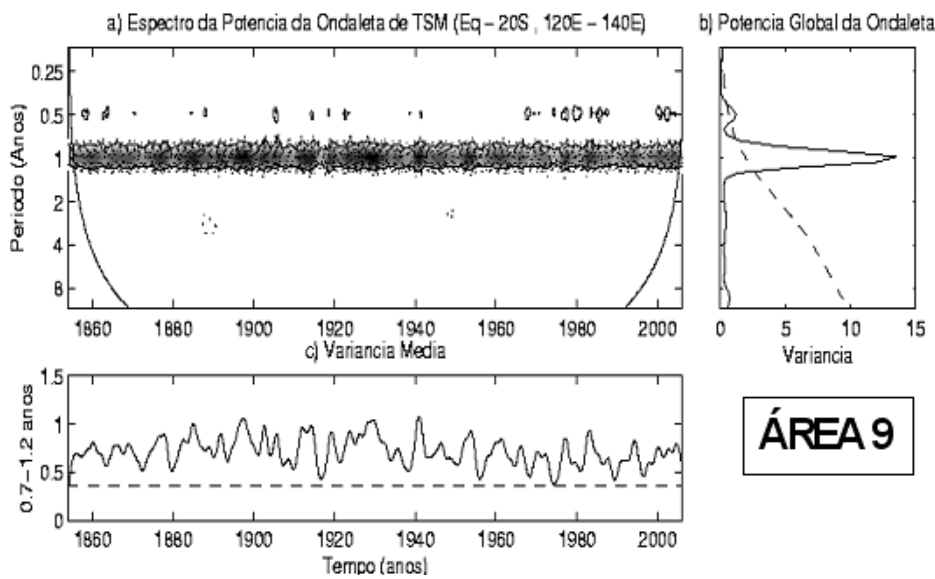 a) Espectro da Potencia da Ondaleta de TSM (Eq – 20S , 120E – 140E)
b) Potencia Global da Ondaleta
Período (Anos)
0.25
0.5
1
2
4
8
1860 1880 1900 1920 1940 1960 1980 2000
0 5 10 15
Variancia
c) Variancia Media
0.7–1.2 anos
1.5
1
0.5
0
1860 1880 1900 1920 1940 1960 1980 2000
Tempo (anos)
ÁREA 9